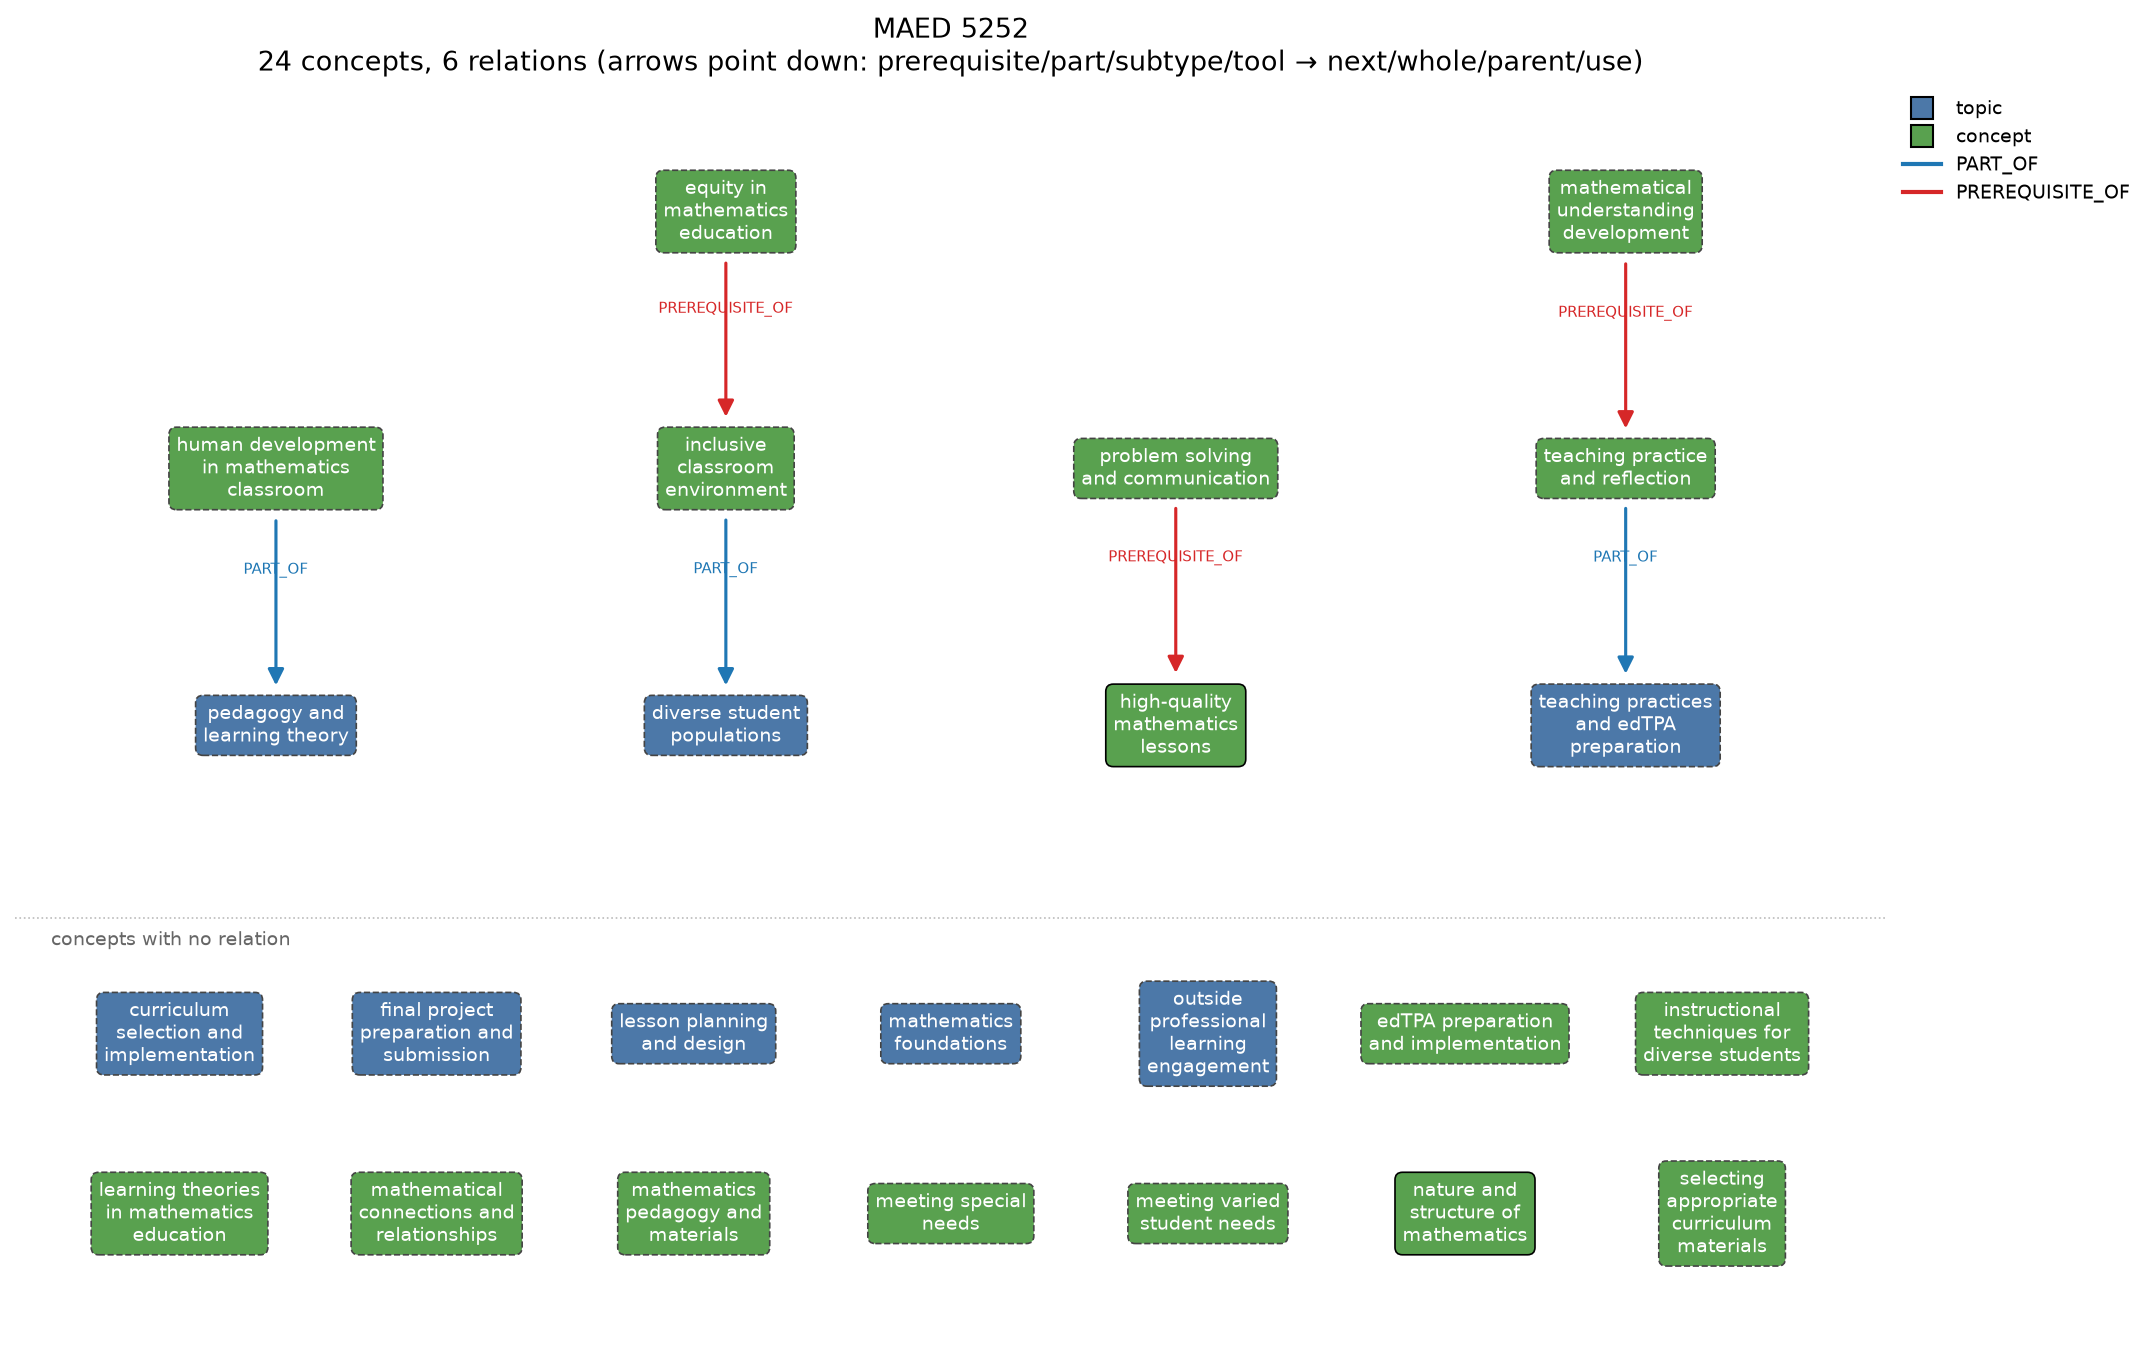 MAED 5252
24 concepts, 6 relations (arrows point down: prerequisite/part/subtype/tool → next/whole/parent/use)
topic
concept
PART_OF
PREREQUISITE_OF
equity in
mathematics
education
mathematical
understanding
development
PREREQUISITE_OF
PREREQUISITE_OF
human development
in mathematics
classroom
inclusive
classroom
environment
problem solving
and communication
teaching practice
and reflection
PART_OF
PART_OF
PREREQUISITE_OF
PART_OF
pedagogy and
learning theory
diverse student
populations
high-quality
mathematics
lessons
teaching practices
and edTPA
preparation
concepts with no relation
curriculum
selection and
implementation
final project
preparation and
submission
lesson planning
and design
mathematics
foundations
outside
professional
learning
engagement
edTPA preparation
and implementation
instructional
techniques for
diverse students
learning theories
in mathematics
education
mathematical
connections and
relationships
mathematics
pedagogy and
materials
meeting special
needs
meeting varied
student needs
nature and
structure of
mathematics
selecting
appropriate
curriculum
materials